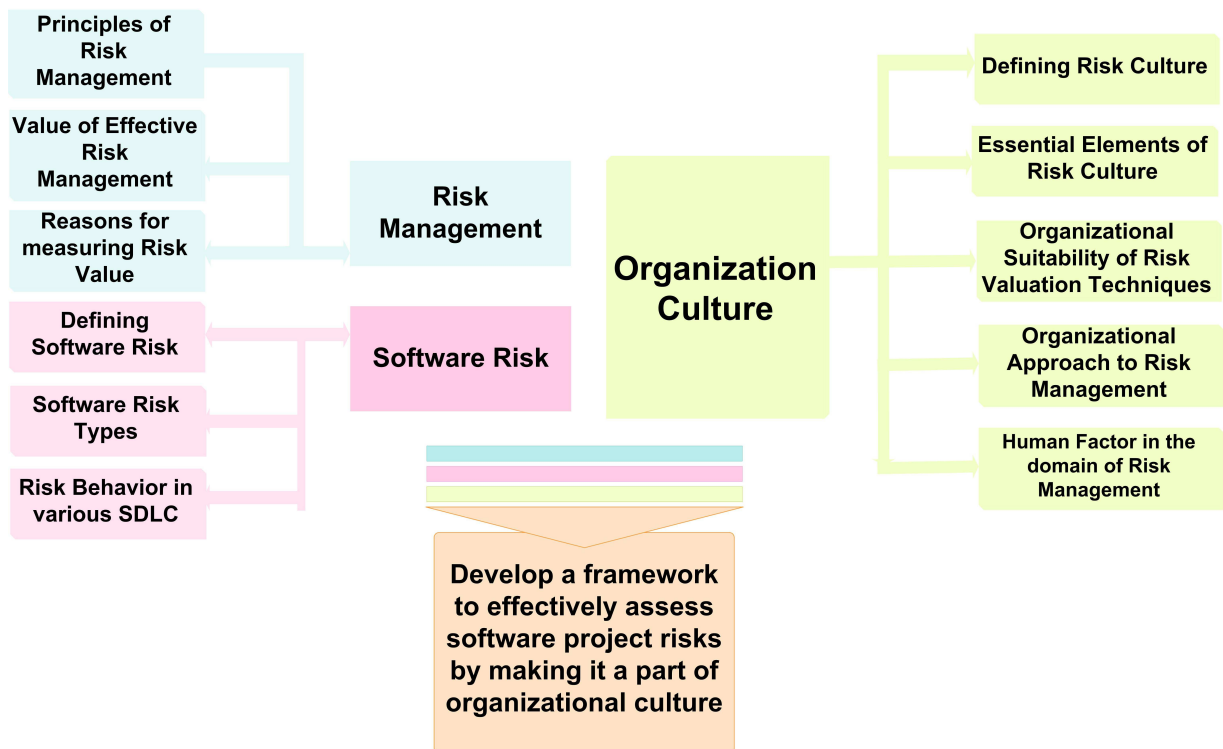 Principles of
Risk
Management
Value of Effective
Risk
Management
Reasons for
measuring Risk
Value
Defining
Software Risk
Software Risk
Types
Risk Behavior in
various SDLC
Risk
Management
Software Risk
Organization
Culture
Defining Risk Culture
Essential Elements of
Risk Culture
Organizational
Suitability of Risk
Valuation Techniques
Organizational
Approach to Risk
Management
Human Factor in the
domain of Risk
Management
Develop a framework
to effectively assess
software project risks
by making it a part of
organizational culture